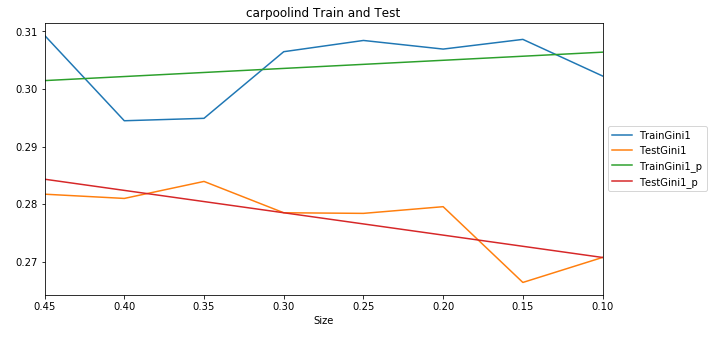 carpoolind Train and Test
0.31
0.30
0.29
0.28
0.27
0.45 0.40 0.35 0.30 0.25 0.20 0.15 0.10
Size
TrainGini1
TestGini1
TrainGini1_p
TestGini1_p